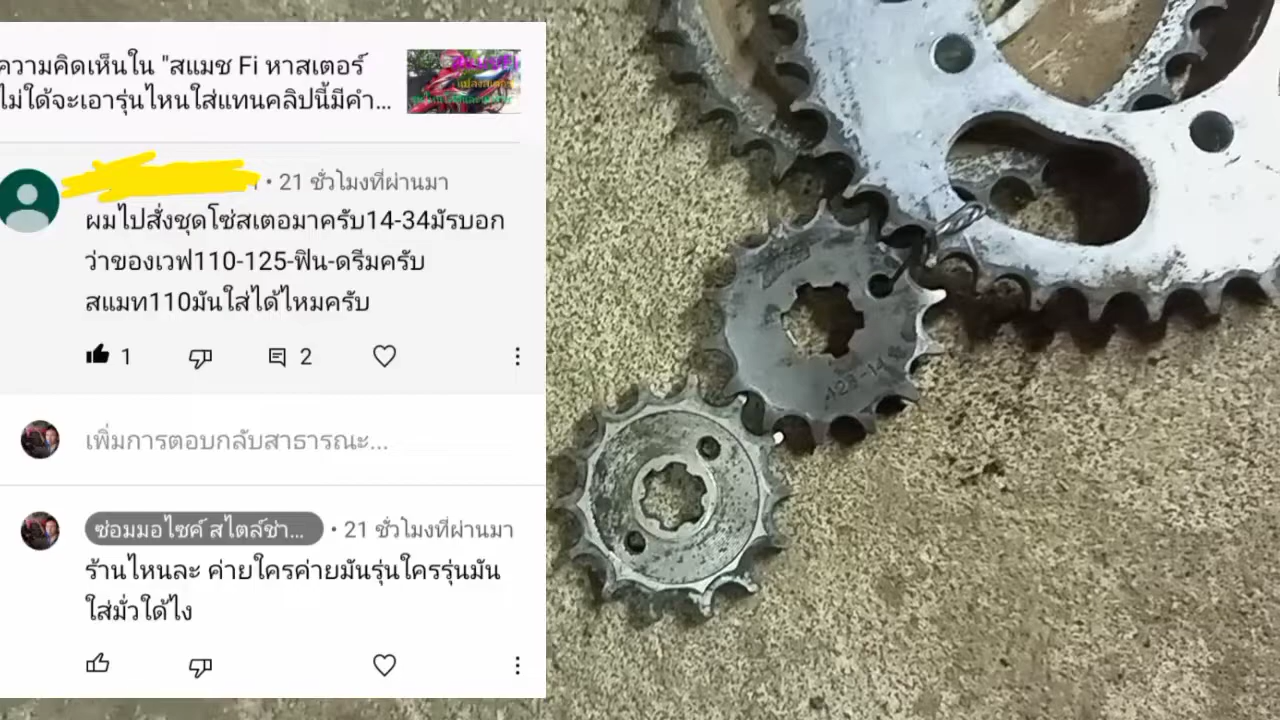 ความคิดเห็นใน "สแมช Fi หาสเตอร์
ไม่ใด้จะเอารุ่นไหนใส่แทนคลิปนี้มีคำ...
• 21 ชั่วโมงที่ผ่านมา
ผมไปสั่งชุดโซ่สเตอมาครับ14-34มัรบอก
ว่าของเวฟ110-125-ฟิน-ดรีมครับ
สแมท110มันใส่ได้ไหมครับ
1
2
เพิ่มการตอบกลับสาธารณะ...
ซ่อมมอไซค์ สไตล์ช่า... • 21 ชั่วโมงที่ผ่านมา
ร้านไหนละ ค่ายใครค่ายมันรุ่นใครรุ่นมัน
ใส่มั่วใด้ไง
428-14